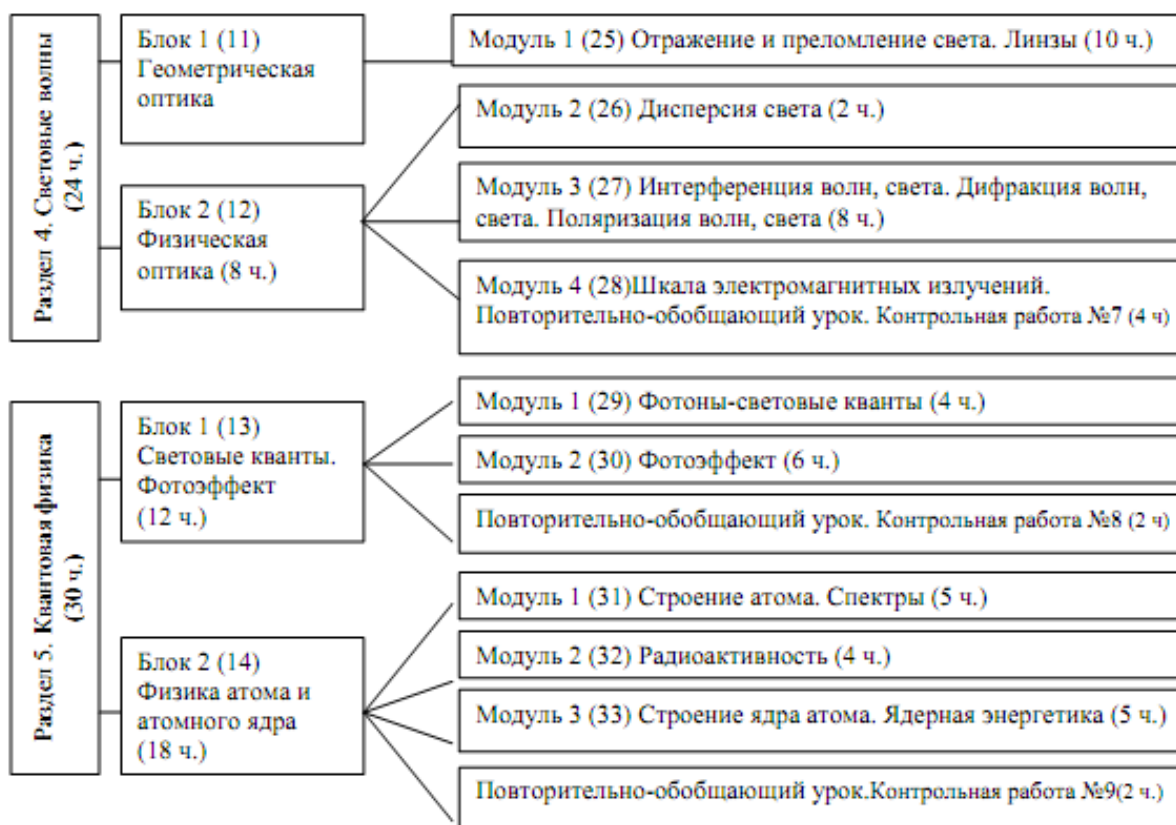 Раздел 4. Световые волны
(24 ч.)
Блок 1 (11)
Геометрическая
оптика
Модуль 1 (25) Отражение и преломление света. Линзы (10 ч.)
Блок 2 (12)
Физическая
оптика (8 ч.)
Модуль 2 (26) Дисперсия света (2 ч.)
Модуль 3 (27) Интерференция волн, света. Дифракция волн,
света. Поляризация волн, света (8 ч.)
Модуль 4 (28)Шкала электромагнитных излучений.
Повторительно-обобщающий урок. Контрольная работа №7 (4 ч)
Раздел 5. Квантовая физика
(30 ч.)
Блок 1 (13)
Световые кванты.
Фотоэффект
(12 ч.)
Модуль 1 (29) Фотоны-световые кванты (4 ч.)
Модуль 2 (30) Фотоэффект (6 ч.)
Повторительно-обобщающий урок. Контрольная работа №8 (2 ч)
Блок 2 (14)
Физика атома и
атомного ядра
(18 ч.)
Модуль 1 (31) Строение атома. Спектры (5 ч.)
Модуль 2 (32) Радиоактивность (4 ч.)
Модуль 3 (33) Строение ядра атома. Ядерная энергетика (5 ч.)
Повторительно-обобщающий урок.Контрольная работа №9(2 ч.)